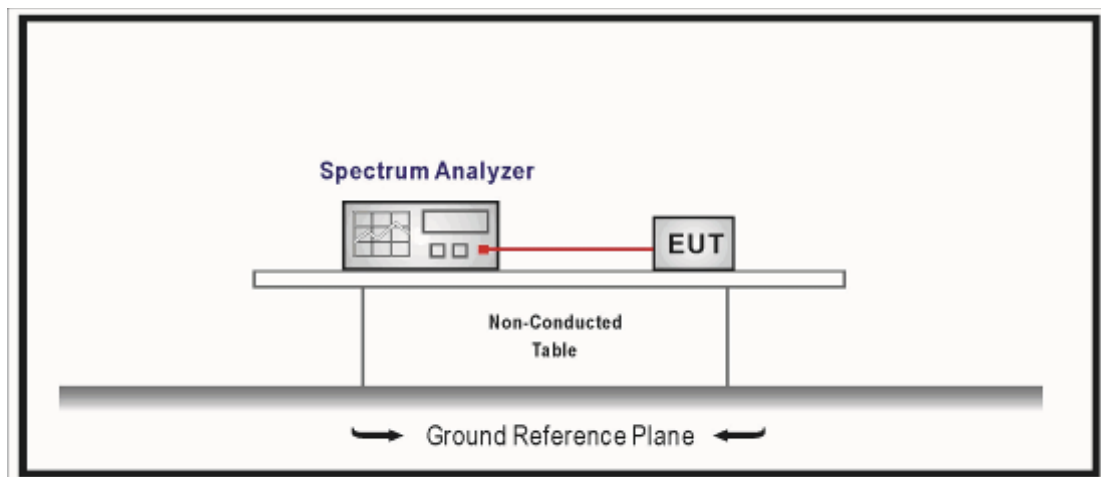 Spectrum Analyzer
EUT
Non-Conducted
Table
Ground Reference Plane